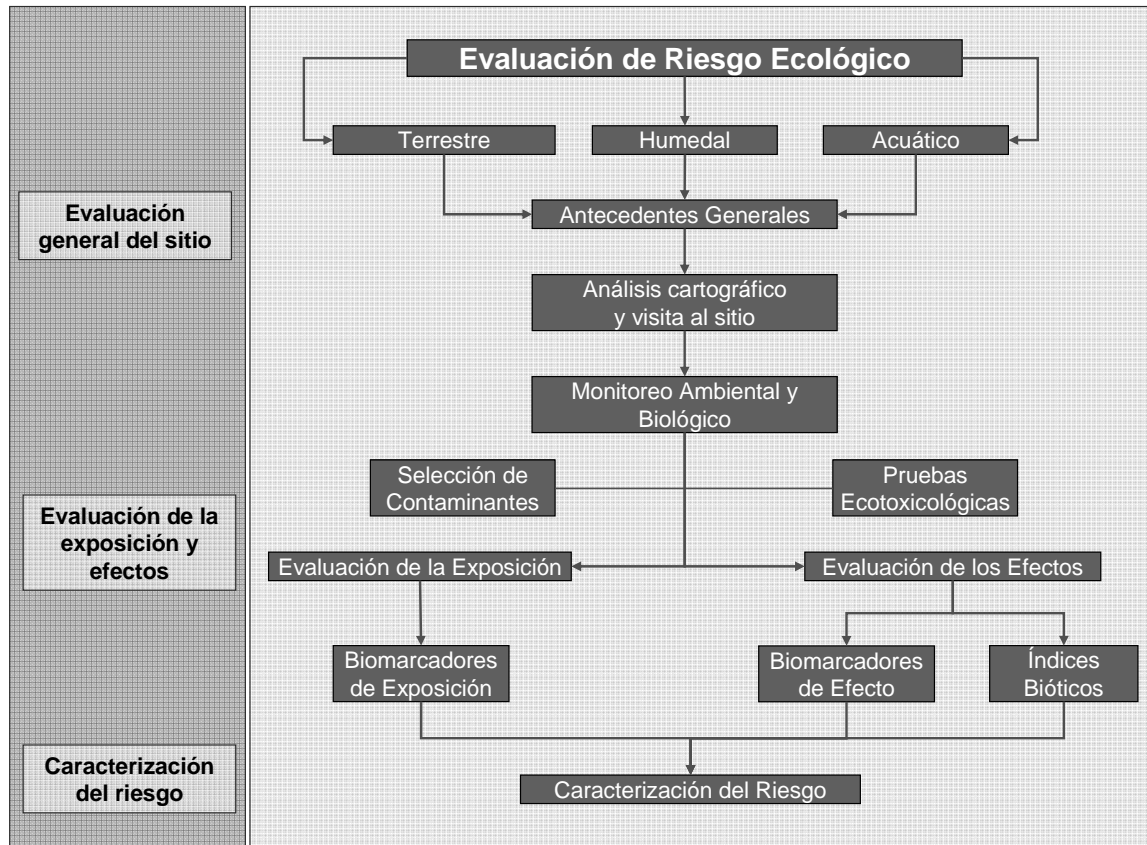 Evaluación de Riesgo Ecológico
Terrestre
Humedal
Acuático
Evaluación
general del sitio
Antecedentes Generales
Análisis cartográfico
y visita al sitio
Monitoreo Ambiental y
Biológico
Selección de
Contaminantes
Pruebas
Ecotoxicológicas
Evaluación de la
exposición y
efectos
Evaluación de la Exposición
Evaluación de los Efectos
Biomarcadores
de Exposición
Biomarcadores
de Efecto
Índices
Bióticos
Caracterización
del riesgo
Caracterización del Riesgo